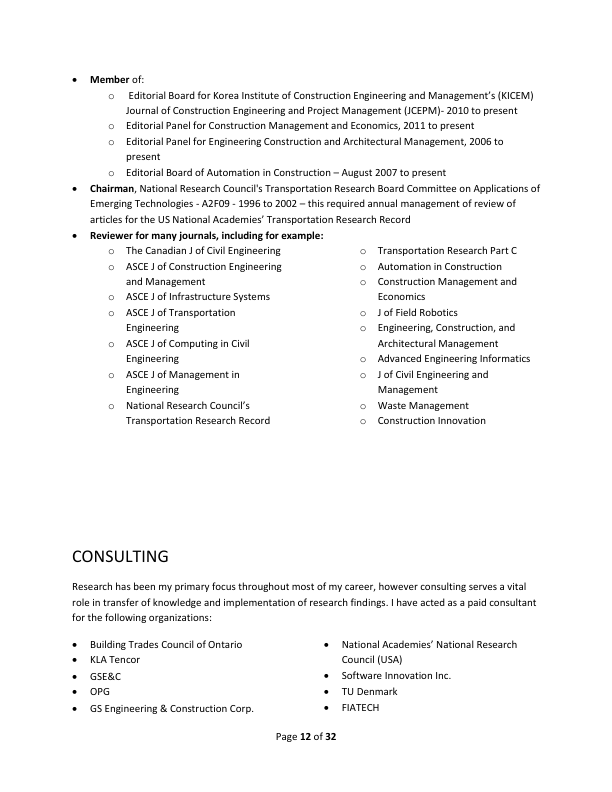 • Member of:
o Editorial Board for Korea Institute of Construction Engineering and Management's (KICEM)
Journal of Construction Engineering and Project Management (JCEPM)- 2010 to present
o Editorial Panel for Construction Management and Economics, 2011 to present
o Editorial Panel for Engineering Construction and Architectural Management, 2006 to
present
o Editorial Board of Automation in Construction – August 2007 to present
• Chairman, National Research Council's Transportation Research Board Committee on Applications of
Emerging Technologies - A2F09 - 1996 to 2002 – this required annual management of review of
articles for the US National Academies' Transportation Research Record
• Reviewer for many journals, including for example:
o The Canadian J of Civil Engineering
o ASCE J of Construction Engineering
and Management
o ASCE J of Infrastructure Systems
o ASCE J of Transportation
Engineering
o ASCE J of Computing in Civil
Engineering
o ASCE J of Management in
Engineering
o National Research Council's
Transportation Research Record
o Transportation Research Part C
o Automation in Construction
o Construction Management and
Economics
o J of Field Robotics
o Engineering, Construction, and
Architectural Management
o Advanced Engineering Informatics
o J of Civil Engineering and
Management
o Waste Management
o Construction Innovation
CONSULTING
Research has been my primary focus throughout most of my career, however consulting serves a vital
role in transfer of knowledge and implementation of research findings. I have acted as a paid consultant
for the following organizations:
• Building Trades Council of Ontario
• KLA Tencor
• GSE&C
• OPG
• GS Engineering & Construction Corp.
• National Academies' National Research
Council (USA)
• Software Innovation Inc.
• TU Denmark
• FIATECH
Page 12 of 32